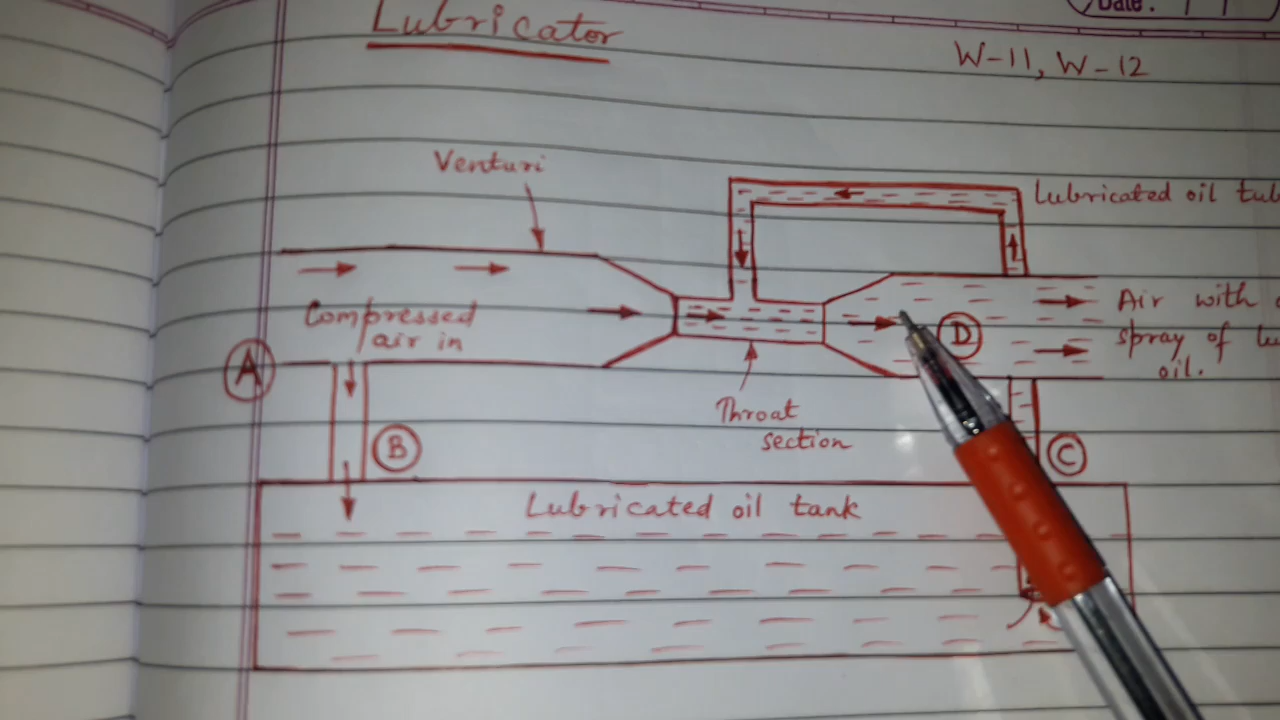 Date :
Lubricator
W-11, W-12
Venturi
Lubricated oil
Compressed
air in
Air with
spray of
oil.
A
D
Throat
section
B
C
Lubricated oil tank